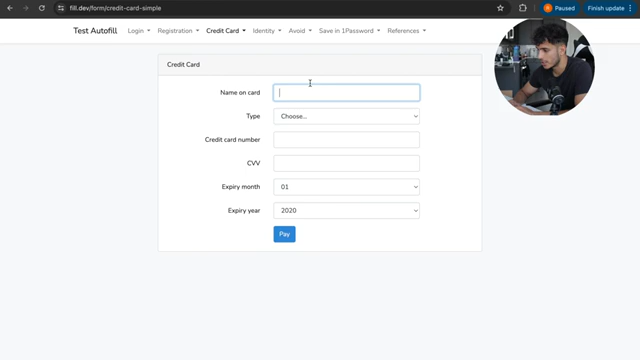 fill.dev/form/credit-card-simple
Paused
Finish update
Test Autofill Login Registration Credit Card Identity Avoid Save in 1Password References
Credit Card
Name on card
Type Choose...
Credit card number
CVV
Expiry month 01
Expiry year 2020
Pay